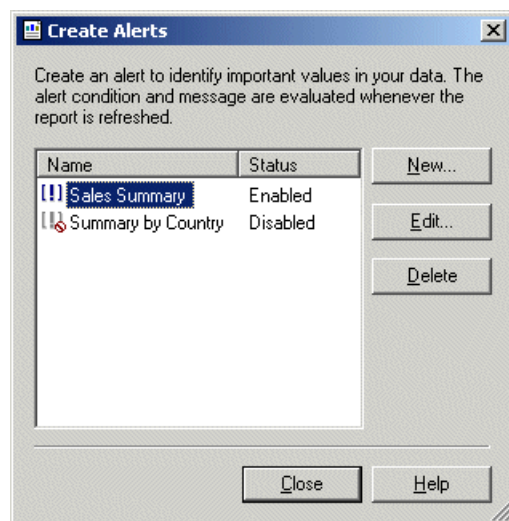 Create Alerts
Create an alert to identify important values in your data. The
alert condition and message are evaluated whenever the
report is refreshed.
Name Status New...
[!] Sales Summary Enabled
[!] Summary by Country Disabled Edit...
Delete
Close Help